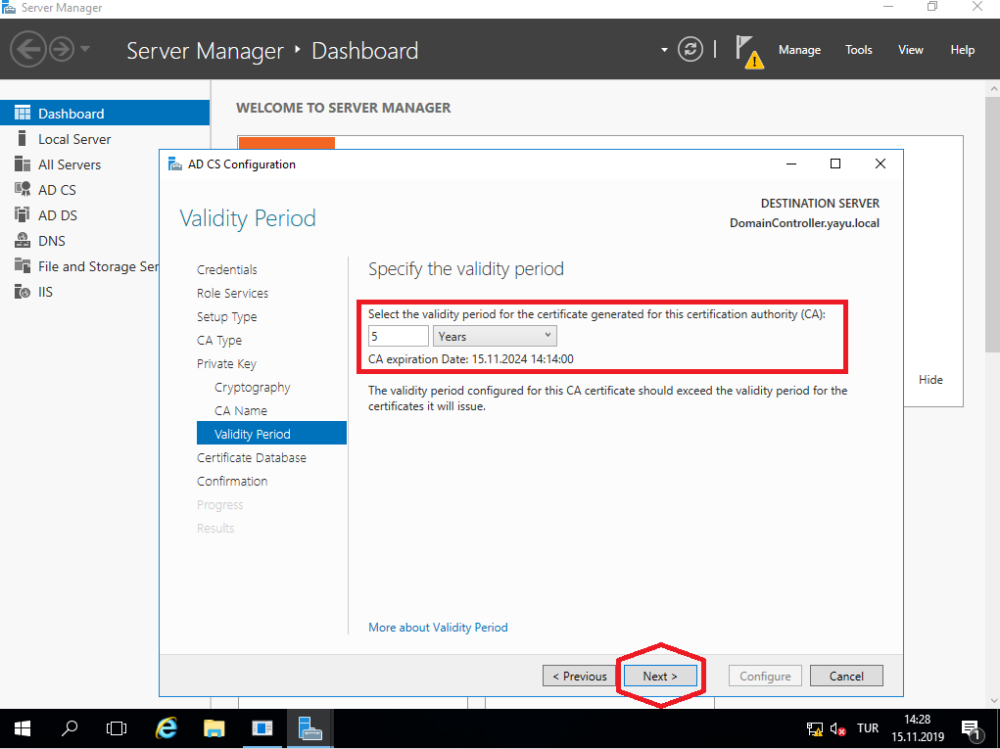 Server Manager
Server Manager ‣ Dashboard
Manage
Tools
View
Help
Dashboard
Local Server
All Servers
AD CS
AD DS
DNS
File and Storage Ser
IIS
WELCOME TO SERVER MANAGER
Hide
AD CS Configuration
Validity Period
DESTINATION SERVER
DomainController.yayu.local
Credentials
Role Services
Setup Type
CA Type
Private Key
Cryptography
CA Name
Validity Period
Certificate Database
Confirmation
Progress
Results
Specify the validity period
Select the validity period for the certificate generated for this certification authority (CA):
5 Years
CA expiration Date: 15.11.2024 14:14:00
The validity period configured for this CA certificate should exceed the validity period for the
certificates it will issue.
More about Validity Period
< Previous
Next >
Configure
Cancel
TUR
14:28
15.11.2019
1